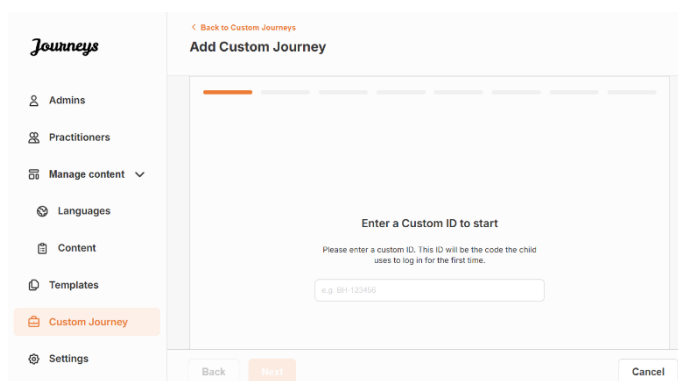 Journeys
Admins
Practitioners
Manage content
Languages
Content
Templates
Custom Journey
Settings
Back to Custom Journeys
Add Custom Journey
Enter a Custom ID to start
Please enter a custom ID. This ID will be the code the child
uses to log in for the first time.
e.g. BH 123456
Back
Next
Cancel